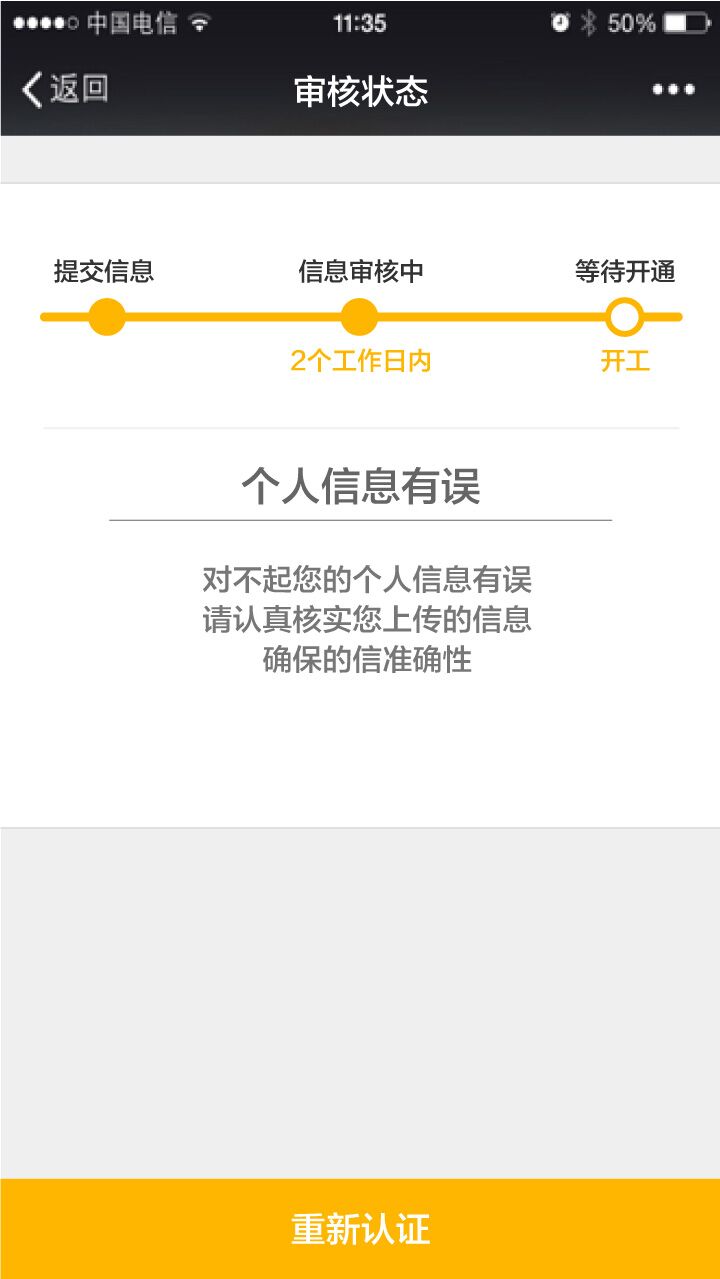 中国电信 11:35 50%
返回 审核状态
提交信息 信息审核中 等待开通
2个工作日内 开工
个人信息有误
对不起您的个人信息有误
请认真核实您上传的信息
确保的信准确性
重新认证